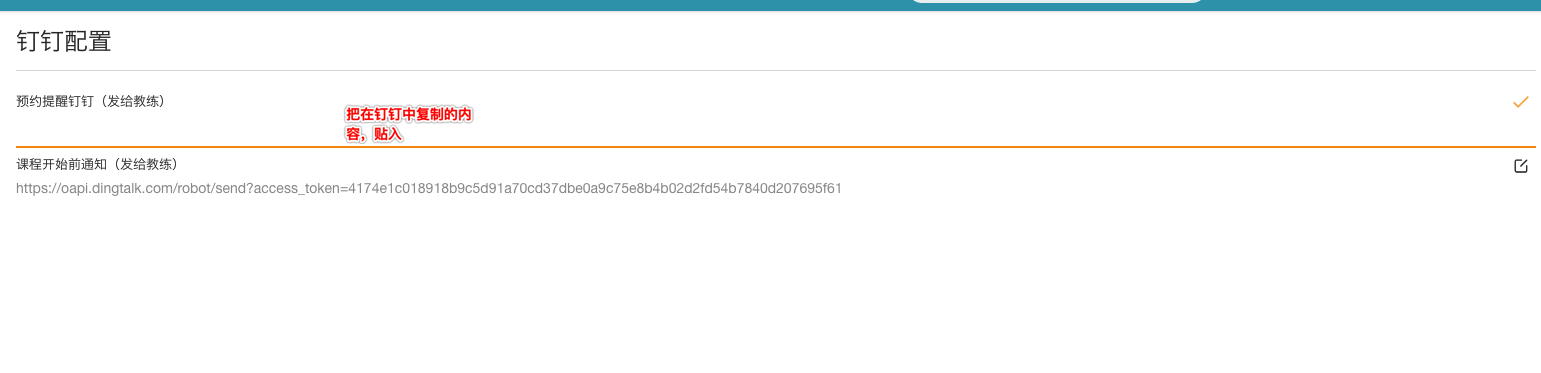 钉钉配置
预约提醒钉钉（发给教练）
把在钉钉中复制的内
容，贴入
课程开始前通知（发给教练）
https://oapi.dingtalk.com/robot/send?access_token=4174e1c018918b9c5d91a70cd37dbe0a9c75e8b4b02d2fd54b7840d207695f61